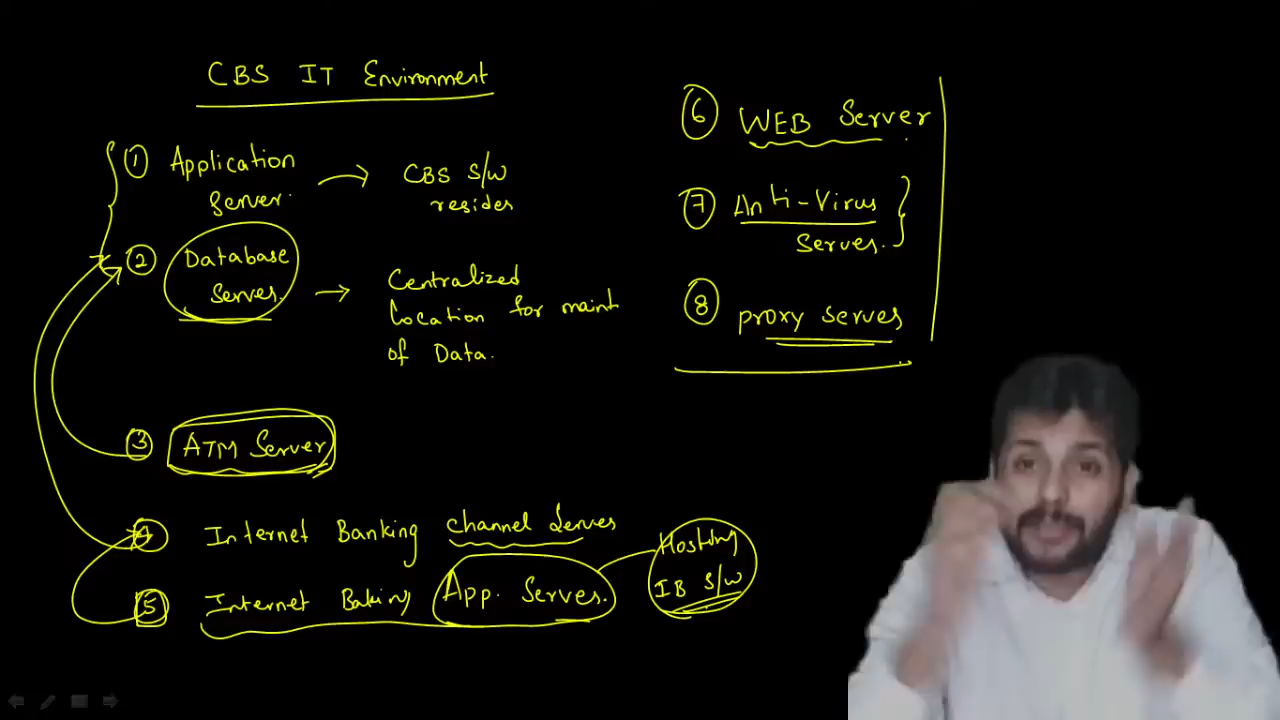 CBS IT Environment
① Application
Server.
CBS S/W
resides
② Database
Server.
Centralized
location for maint
of Data.
③ ATM Server
④ Internet Banking channel Server
⑤ Internet Baking App. Server.
Hosting
IB S/W
⑥ WEB Server
⑦ Anti-Virus
Server.
⑧ proxy server